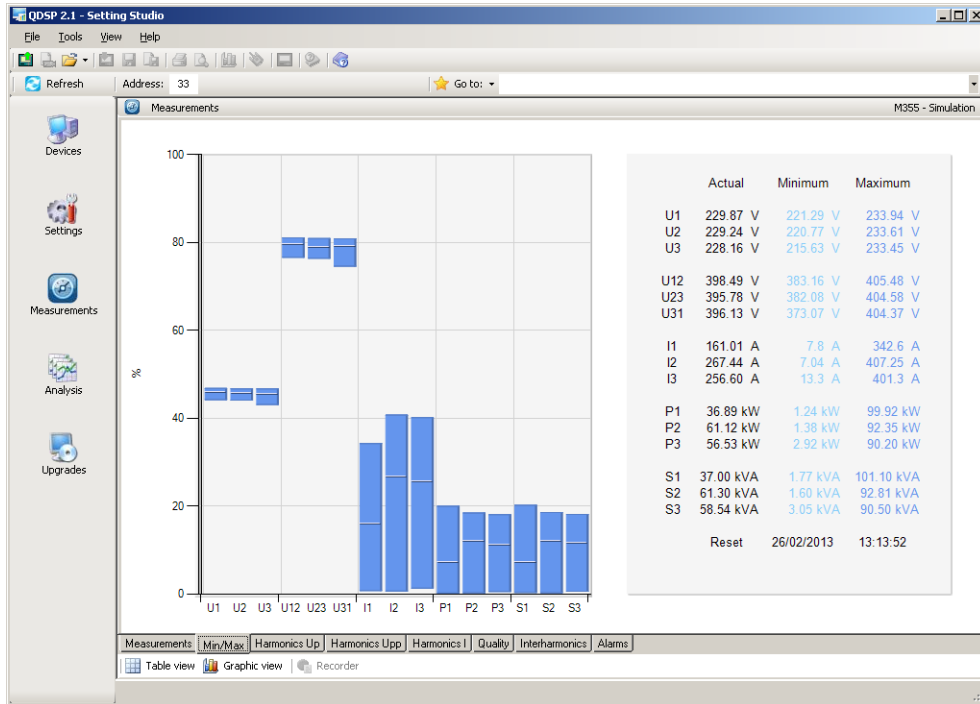 QDSP 2.1 - Setting Studio
File Tools View Help
Refresh Address: 33 Go to:
Measurements M355 - Simulation
Devices
Settings
Measurements
Analysis
Upgrades
%
100
80
60
40
20
0
U1 U2 U3 U12 U23 U31 I1 I2 I3 P1 P2 P3 S1 S2 S3
Actual Minimum Maximum
U1 229.87 V 221.29 V 233.94 V
U2 229.24 V 220.77 V 233.61 V
U3 228.16 V 215.63 V 233.45 V
U12 398.49 V 383.16 V 405.48 V
U23 395.78 V 382.08 V 404.58 V
U31 396.13 V 373.07 V 404.37 V
I1 161.01 A 7.8 A 342.6 A
I2 267.44 A 7.04 A 407.25 A
I3 256.60 A 13.3 A 401.3 A
P1 36.89 kW 1.24 kW 99.92 kW
P2 61.12 kW 1.38 kW 92.35 kW
P3 56.53 kW 2.92 kW 90.20 kW
S1 37.00 kVA 1.77 kVA 101.10 kVA
S2 61.30 kVA 1.60 kVA 92.81 kVA
S3 58.54 kVA 3.05 kVA 90.50 kVA
Reset 26/02/2013 13:13:52
Measurements Min/Max Harmonics Up Harmonics Upp Harmonics I Quality Interharmonics Alarms
Table view Graphic view Recorder